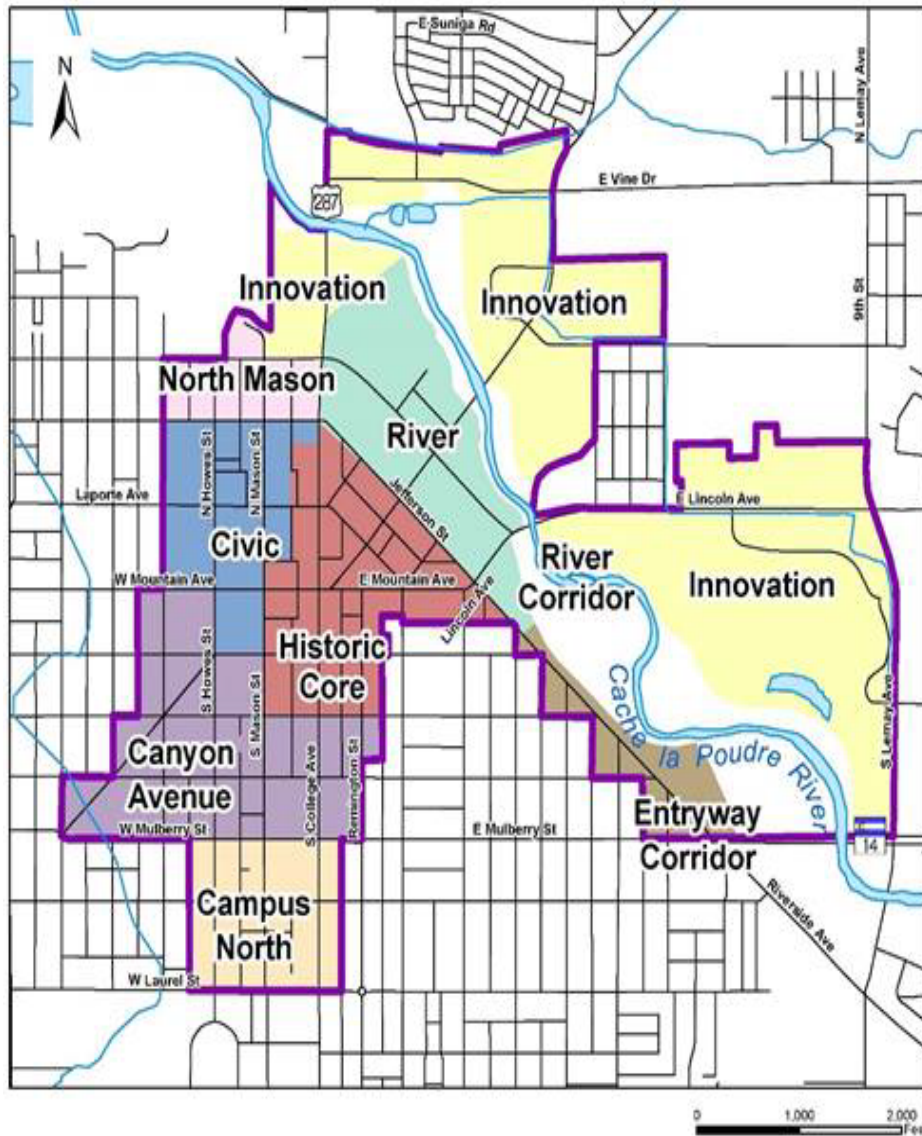 E Suniga Rd
N
N Lemay Ave
E Vine Dr
287
9th St
Innovation
Innovation
North Mason
River
N Howes St
N Mason St
Jefferson St
Laporte Ave
E Lincoln Ave
Civic
River
Corridor
W Mountain Ave
E Mountain Ave
Innovation
Lincoln Ave
Historic
Core
S Howes St
S Mason St
Cache la Poudre River
S Lemay Ave
Canyon
Avenue
S College Ave
Remington St
W Mulberry St
E Mulberry St
Entryway
Corridor
14
Riverside Ave
Campus
North
W Laurel St
0 1,000 2,000